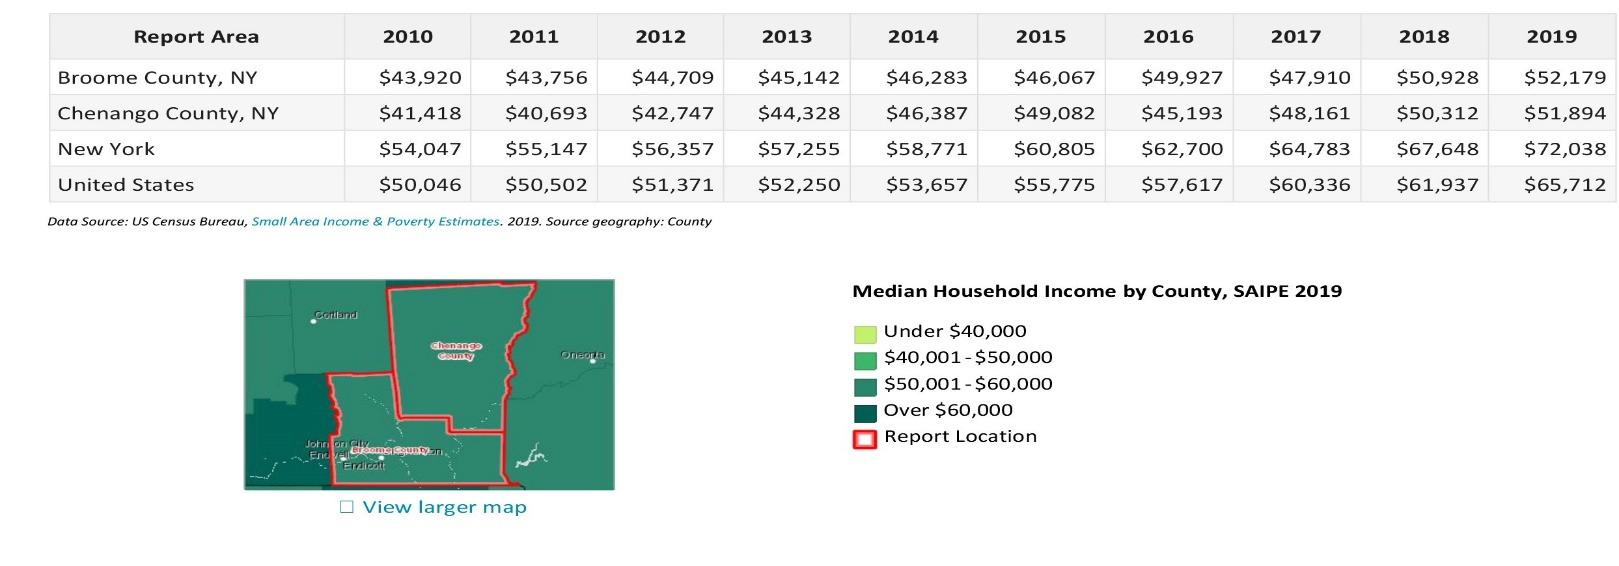 Report Area 2010 2011 2012 2013 2014 2015 2016 2017 2018 2019
Broome County, NY $43,920 $43,756 $44,709 $45,142 $46,283 $46,067 $49,927 $47,910 $50,928 $52,179
Chenango County, NY $41,418 $40,693 $42,747 $44,328 $46,387 $49,082 $45,193 $48,161 $50,312 $51,894
New York $54,047 $55,147 $56,357 $57,255 $58,771 $60,805 $62,700 $64,783 $67,648 $72,038
United States $50,046 $50,502 $51,371 $52,250 $53,657 $55,775 $57,617 $60,336 $61,937 $65,712
Data Source: US Census Bureau, Small Area Income & Poverty Estimates. 2019. Source geography: County
Cortland
Chenango
County
Oneonta
Johnson City
Broome County
Endicott
View larger map
Median Household Income by County, SAIPE 2019
Under $40,000
$40,001-$50,000
$50,001-$60,000
Over $60,000
Report Location